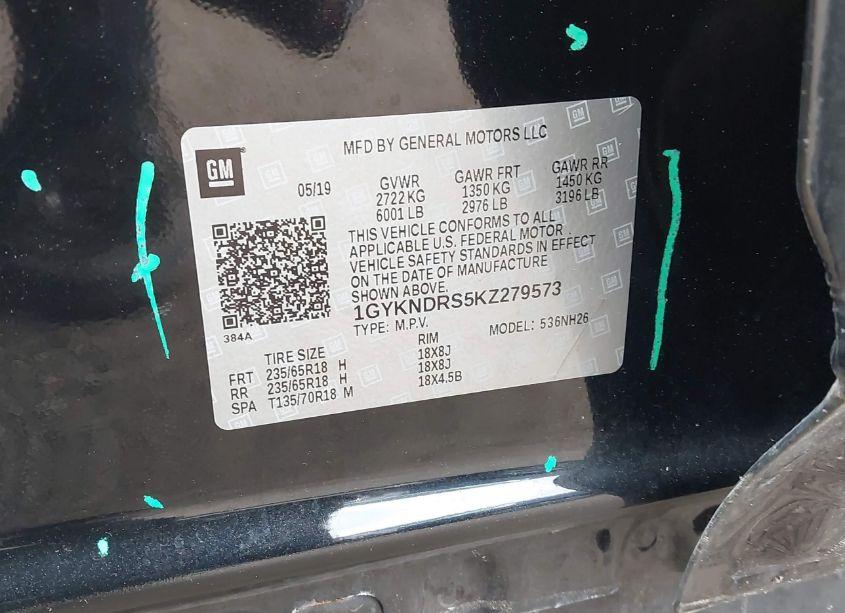 GM
MFD BY GENERAL MOTORS LLC
05/19
GVWR
2722 KG
6001 LB
GAWR FRT
1350 KG
2976 LB
GAWR RR
1450 KG
3196 LB
THIS VEHICLE CONFORMS TO ALL
APPLICABLE U.S. FEDERAL MOTOR
VEHICLE SAFETY STANDARDS IN EFFECT
ON THE DATE OF MANUFACTURE
SHOWN ABOVE.
1GYKNDRS5KZ279573
TYPE: M.P.V. MODEL: 536NH26
384A
TIRE SIZE RIM
FRT 235/65R18 H 18X8J
RR 235/65R18 H 18X8J
SPA T135/70R18 M 18X4.5B